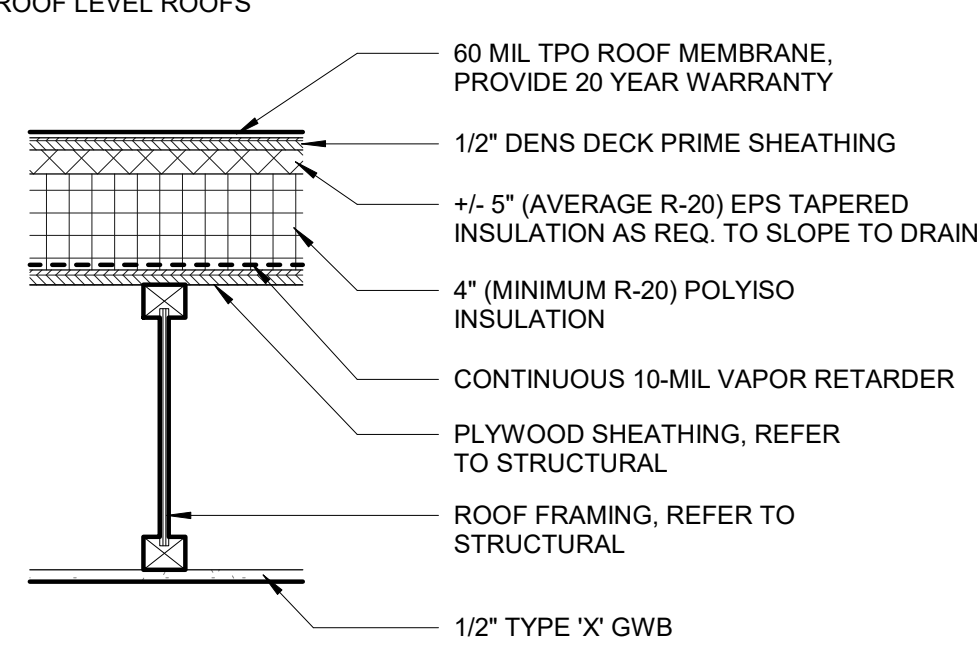 ROOF LEVEL ROOFS
60 MIL TPO ROOF MEMBRANE,
PROVIDE 20 YEAR WARRANTY
1/2" DENS DECK PRIME SHEATHING
+/- 5" (AVERAGE R-20) EPS TAPERED
INSULATION AS REQ. TO SLOPE TO DRAIN
4" (MINIMUM R-20) POLYISO
INSULATION
CONTINUOUS 10-MIL VAPOR RETARDER
PLYWOOD SHEATHING, REFER
TO STRUCTURAL
ROOF FRAMING, REFER TO
STRUCTURAL
1/2" TYPE 'X' GWB